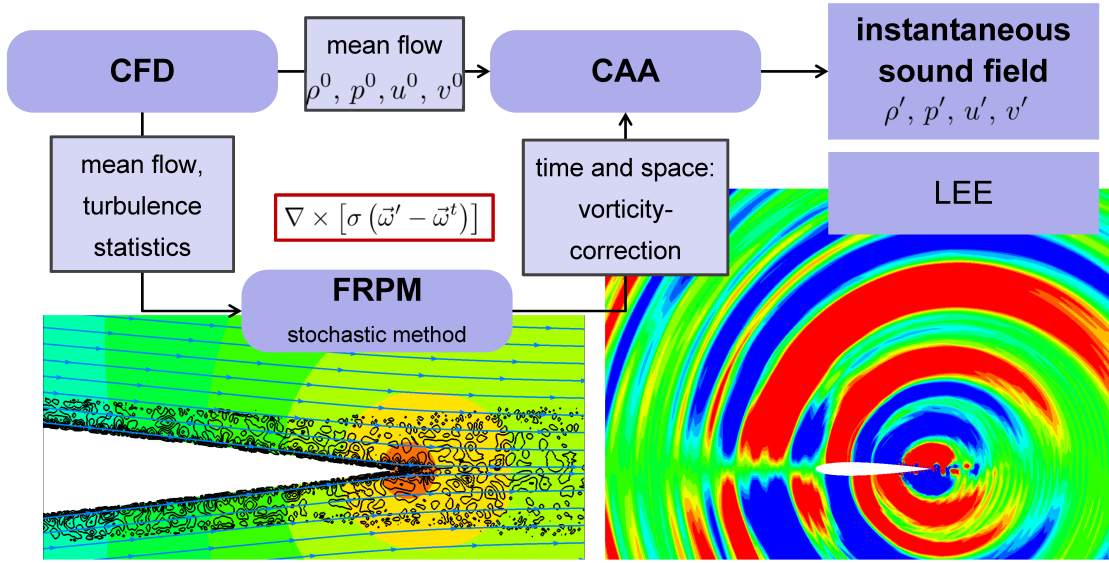 CFD
mean flow
ρ⁰, p⁰, u⁰, v⁰
CAA
instantaneous
sound field
ρ′, p′, u′, v′
mean flow,
turbulence
statistics
∇ × [σ (ω⃗′ − ω⃗ᵗ)]
time and space:
vorticity-
correction
LEE
FRPM
stochastic method